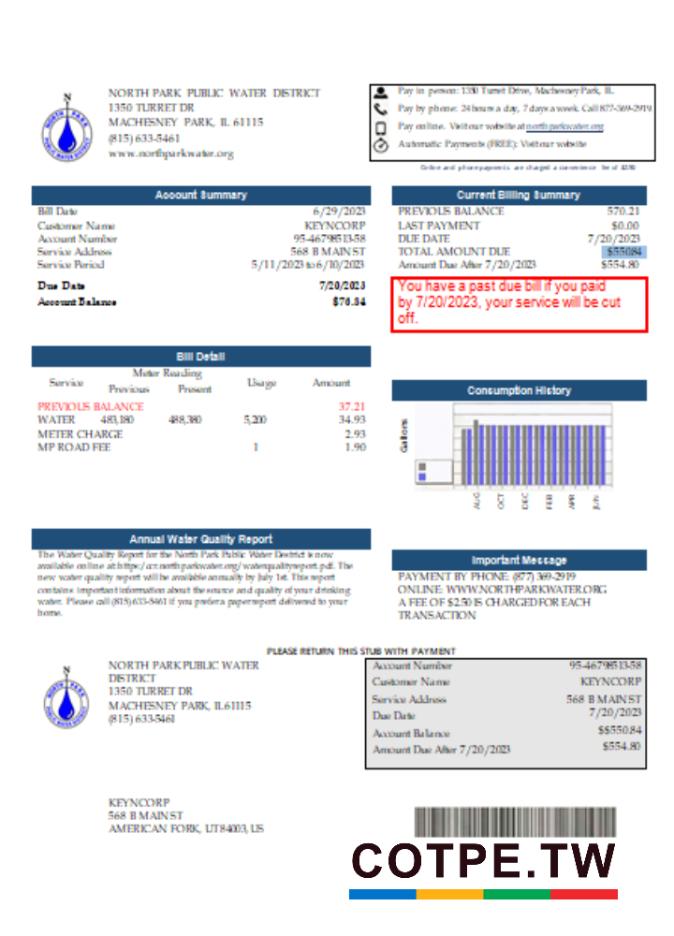 NORTH PARK PUBLIC WATER DISTRICT
1350 TURRET DR
MACHESNEY PARK, IL 61115
(815) 633-5461
www.northparkwater.org
Pay in person: 1350 Turret Drive, Machesney Park, IL
Pay by phone: 24 hours a day, 7 days a week. Call 877-369-2919
Pay online. Visit our website at northparkwater.org
Automatic Payments (FREE): Visit our website
Online and phone payments are charged a convenience fee of $2.50
Account Summary
Bill Date 6/29/2023
Customer Name KEYNCORP
Account Number 95-46798513-58
Service Address 568 B MAIN ST
Service Period 5/11/2023 to 6/10/2023
Due Date 7/20/2023
Account Balance $76.84
Current Billing Summary
PREVIOUS BALANCE 570.21
LAST PAYMENT $0.00
DUE DATE 7/20/2023
TOTAL AMOUNT DUE $550.84
Amount Due After 7/20/2023 $554.80
You have a past due bill if you paid
by 7/20/2023, your service will be cut
off.
Bill Detail
Meter Reading
Service Previous Present Usage Amount
PREVIOUS BALANCE 37.21
WATER 483,180 488,380 5,200 34.93
METER CHARGE 2.93
MP ROAD FEE 1 1.90
Consumption History
Gallons
AUG OCT DEC FEB APR JUN
Annual Water Quality Report
The Water Quality Report for the North Park Public Water District is now
available online at https:/ccr.northparkwater.org/waterqualityreport.pdf. The
new water quality report will be available annually by July 1st. This report
contains important information about the source and quality of your drinking
water. Please call (815) 633-5461 if you prefer a paper report delivered to your
home.
Important Message
PAYMENT BY PHONE: (877) 369-2919
ONLINE: WWW.NORTHPARKWATER.ORG
A FEE OF $2.50 IS CHARGED FOR EACH
TRANSACTION
PLEASE RETURN THIS STUB WITH PAYMENT
NORTH PARK PUBLIC WATER
DISTRICT
1350 TURRET DR
MACHESNEY PARK, IL 61115
(815) 633-5461
Account Number 95-46798513-58
Customer Name KEYNCORP
Service Address 568 B MAIN ST
Due Date 7/20/2023
Account Balance $$550.84
Amount Due After 7/20/2023 $554.80
KEYNCORP
568 B MAIN ST
AMERICAN FORK, UT 84003, US
COTPE.TW